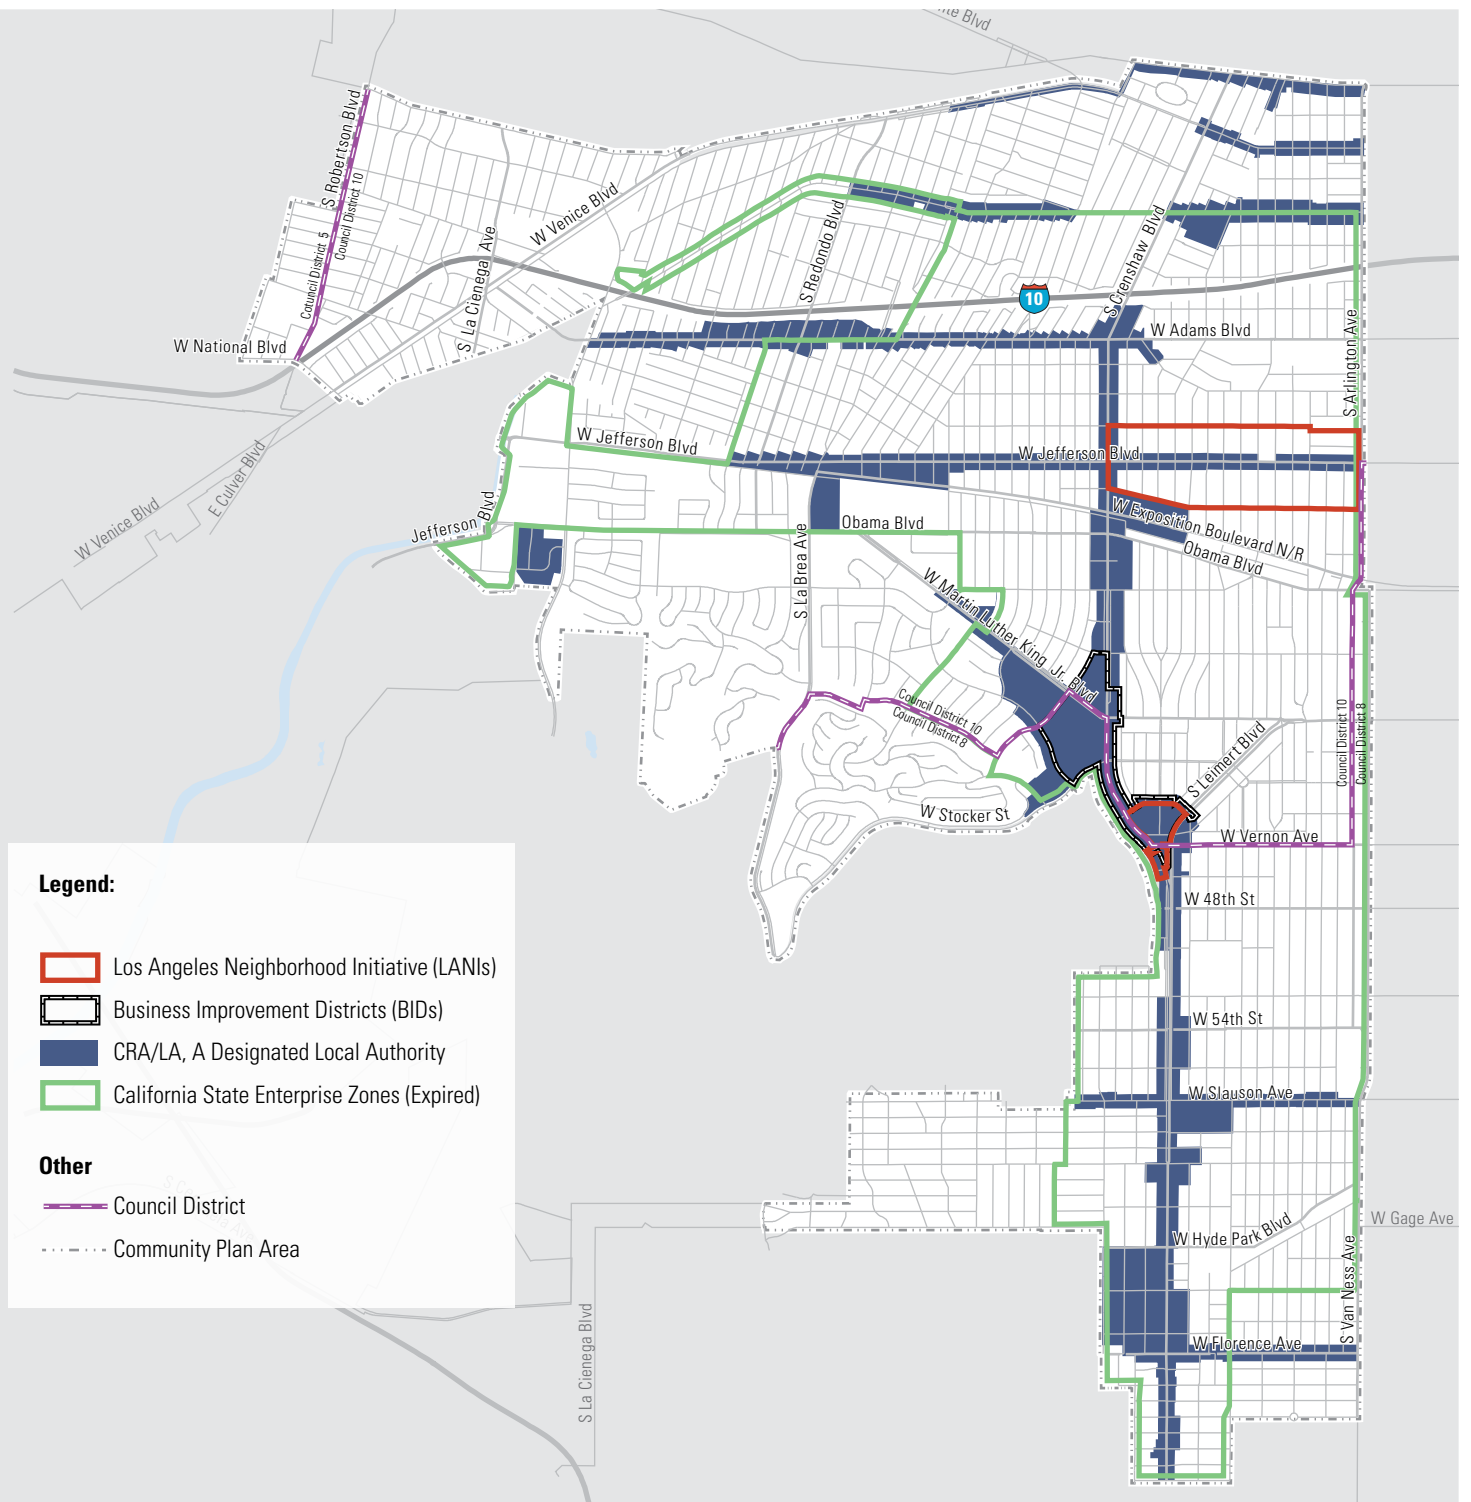 S Robertson Blvd
Council District 10
Cotuncil District 5
W National Blvd
S La Cienega Ave
W Venice Blvd
S Redondo Blvd
S Crenshaw Blvd
10
W Adams Blvd
S Arlington Ave
W Jefferson Blvd
W Jefferson Blvd
W Exposition Boulevard N/R
Obama Blvd
Obama Blvd
E Culver Blvd
W Venice Blvd
Jefferson Blvd
S La Brea Ave
W Martin Luther King Jr. Blvd
Council District 10
Council District 8
S Leimert Blvd
Council District 10
Council District 8
W Stocker St
W Vernon Ave
W 48th St
W 54th St
W Slauson Ave
W Hyde Park Blvd
W Gage Ave
S Van Ness Ave
W Florence Ave
S La Cienega Blvd
Legend:
Los Angeles Neighborhood Initiative (LANIs)
Business Improvement Districts (BIDs)
CRA/LA, A Designated Local Authority
California State Enterprise Zones (Expired)
Other
Council District
Community Plan Area